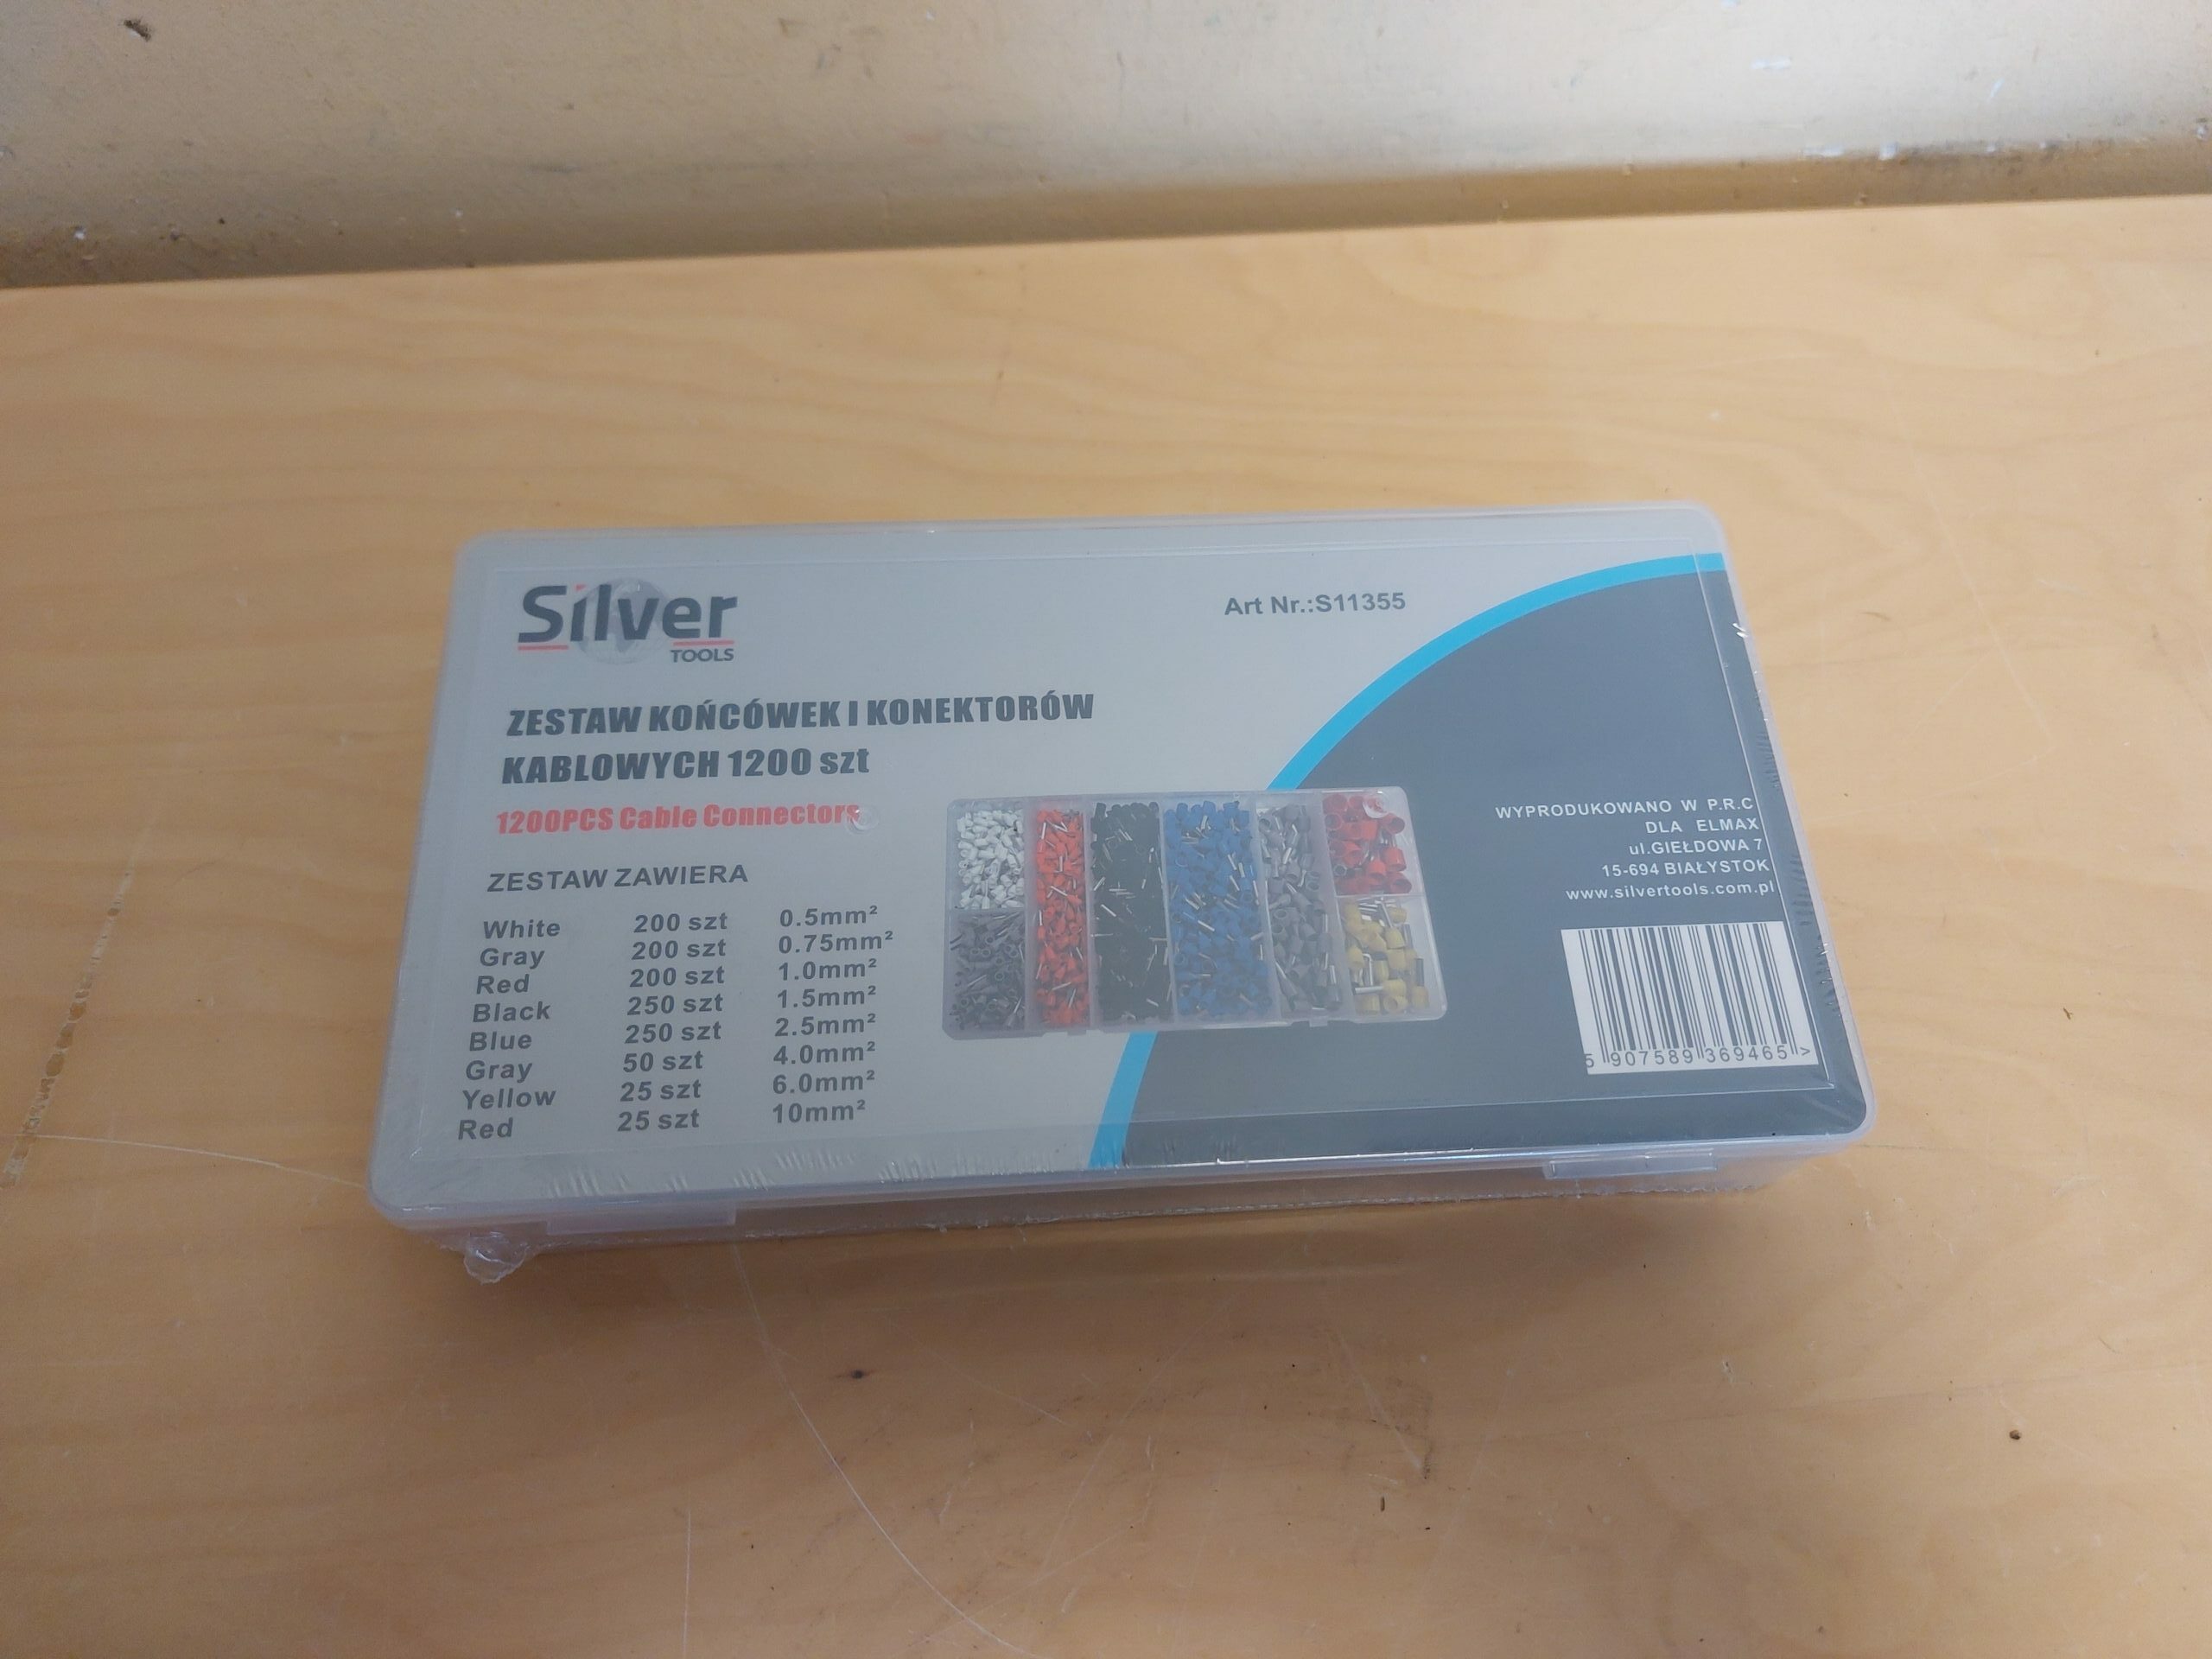 Silver
TOOLS
Art Nr.:S11355
ZESTAW KOŃCÓWEK I KONEKTORÓW
KABLOWYCH 1200 szt
1200PCS Cable Connectors
ZESTAW ZAWIERA
White 200 szt 0.5mm²
Gray 200 szt 0.75mm²
Red 200 szt 1.0mm²
Black 250 szt 1.5mm²
Blue 250 szt 2.5mm²
Gray 50 szt 4.0mm²
Yellow 25 szt 6.0mm²
Red 25 szt 10mm²
WYPRODUKOWANO W P.R.C
DLA ELMAX
ul.GIEŁDOWA 7
15-694 BIAŁYSTOK
www.silvertools.com.pl
5 907589 369465 >